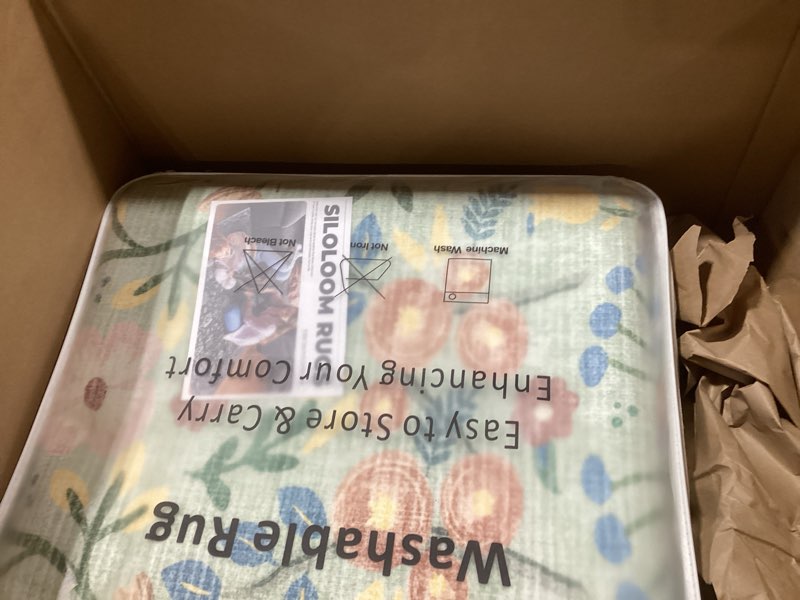 Washable Rug
Easy to Store & Carry
Enhancing Your Comfort
Machine Wash
Not Iron
Not Bleach
SILOLOOM RUG